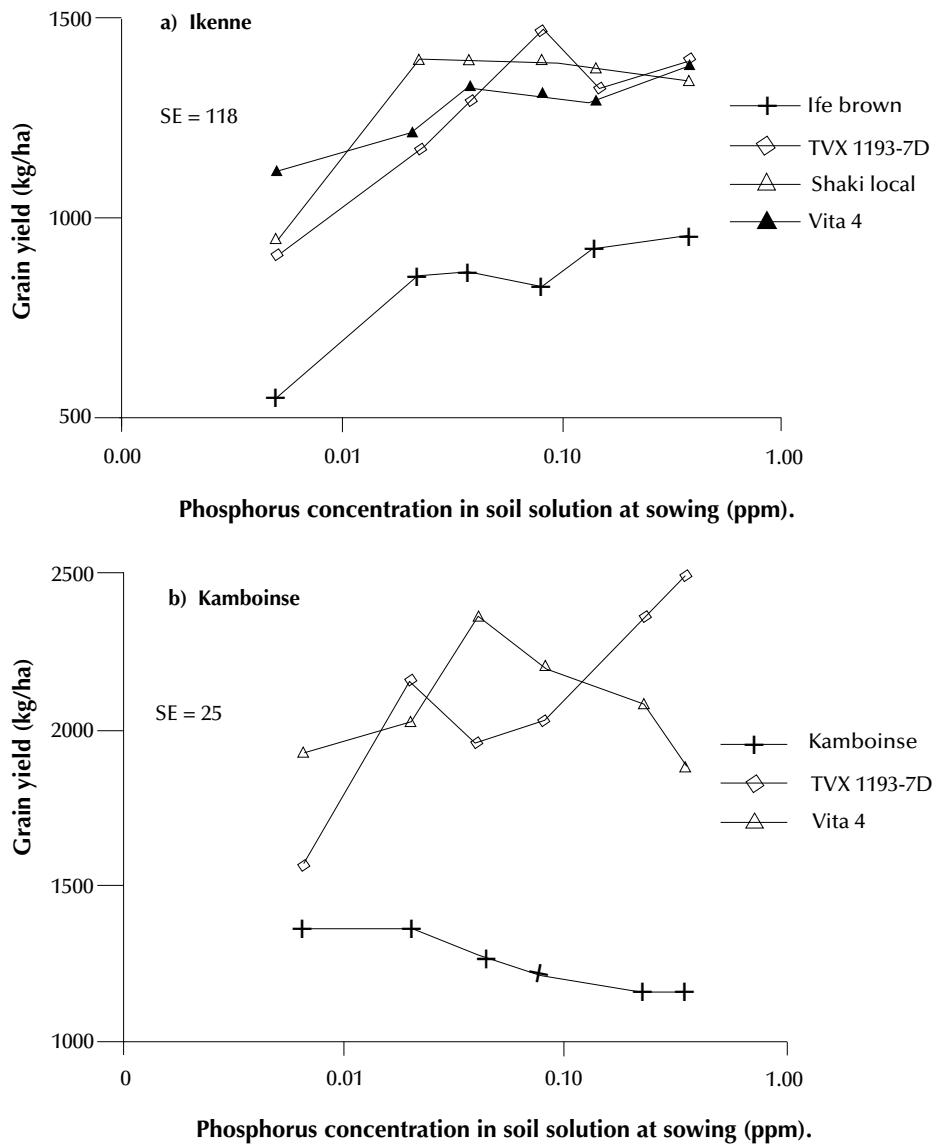 1500
a) Ikenne
SE = 118
Ife brown
TVX 1193-7D
Shaki local
Vita 4
1000
500
Grain yield (kg/ha)
0.00 0.01 0.10 1.00
Phosphorus concentration in soil solution at sowing (ppm).
2500
b) Kamboinse
SE = 25
2000
Kamboinse
TVX 1193-7D
Vita 4
1500
1000
Grain yield (kg/ha)
0 0.01 0.10 1.00
Phosphorus concentration in soil solution at sowing (ppm).